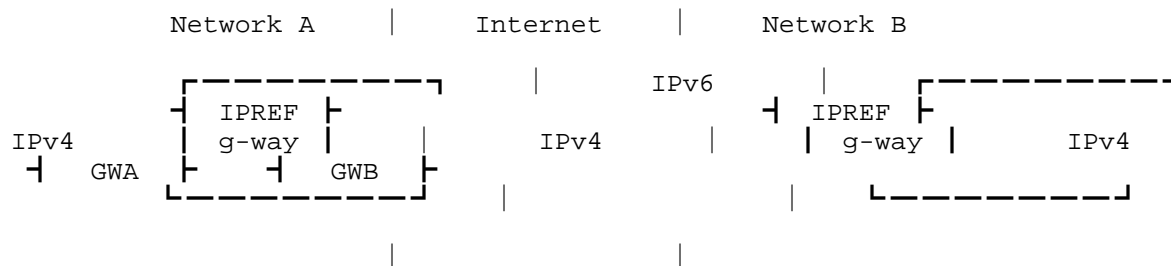 Network A Internet Network B
IPv6
IPREF IPREF
IPv4 g-way IPv4 g-way IPv4
GWA GWB